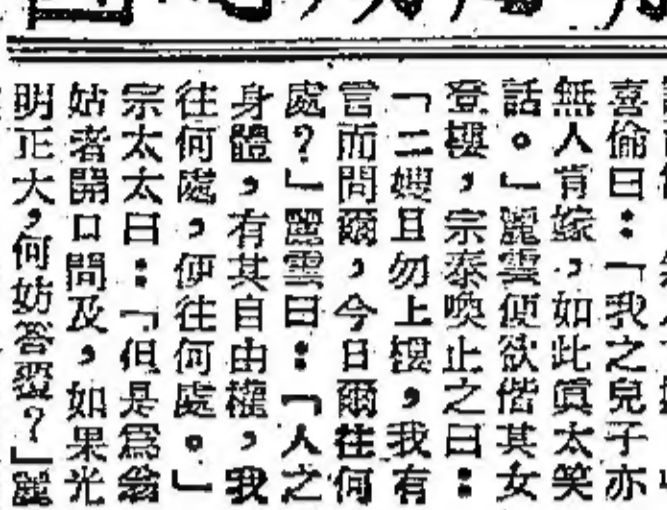 喜倫曰：「我之兒子亦
無人肯嫁，如此眞太笑
話。」麗雲便欲偕其女
登樓，宗泰喚止之曰：
「二嫂且勿上樓，我有
言而問爾，今日爾往何
處？」麗雲曰：「人之
身體，有其自由權，我
往何處，便往何處。」
宗太太曰：「但是爲翁
姑者開口問及，如果光
明正大，何妨答覆？」麗